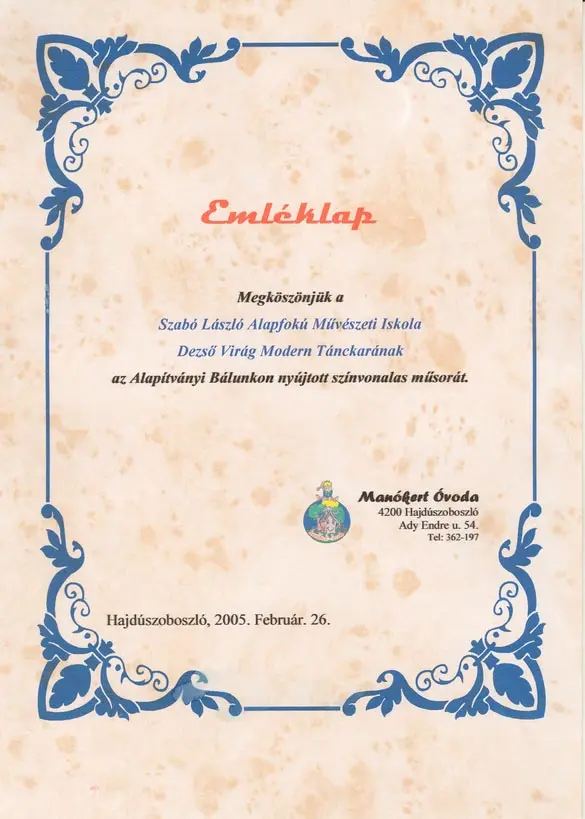 Emléklap
Megköszönjük a
Szabó László Alapfokú Művészeti Iskola
Dezső Virág Modern Tánckarának
az Alapítványi Bálunkon nyújtott színvonalas műsorát.
Manókert Óvoda
4200 Hajdúszoboszló
Ady Endre u. 54.
Tel: 362-197
Hajdúszoboszló, 2005. Február. 26.